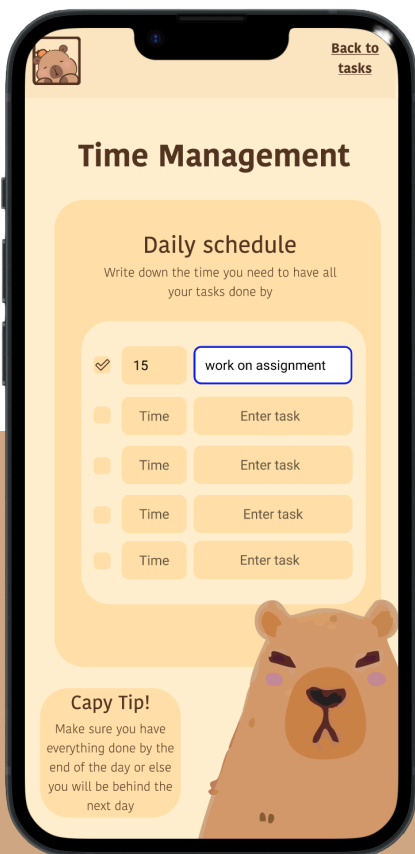 Back to
tasks
Time Management
Daily schedule
Write down the time you need to have all
your tasks done by
15 work on assignment
Time Enter task
Time Enter task
Time Enter task
Time Enter task
Capy Tip!
Make sure you have
everything done by the
end of the day or else
you will be behind the
next day